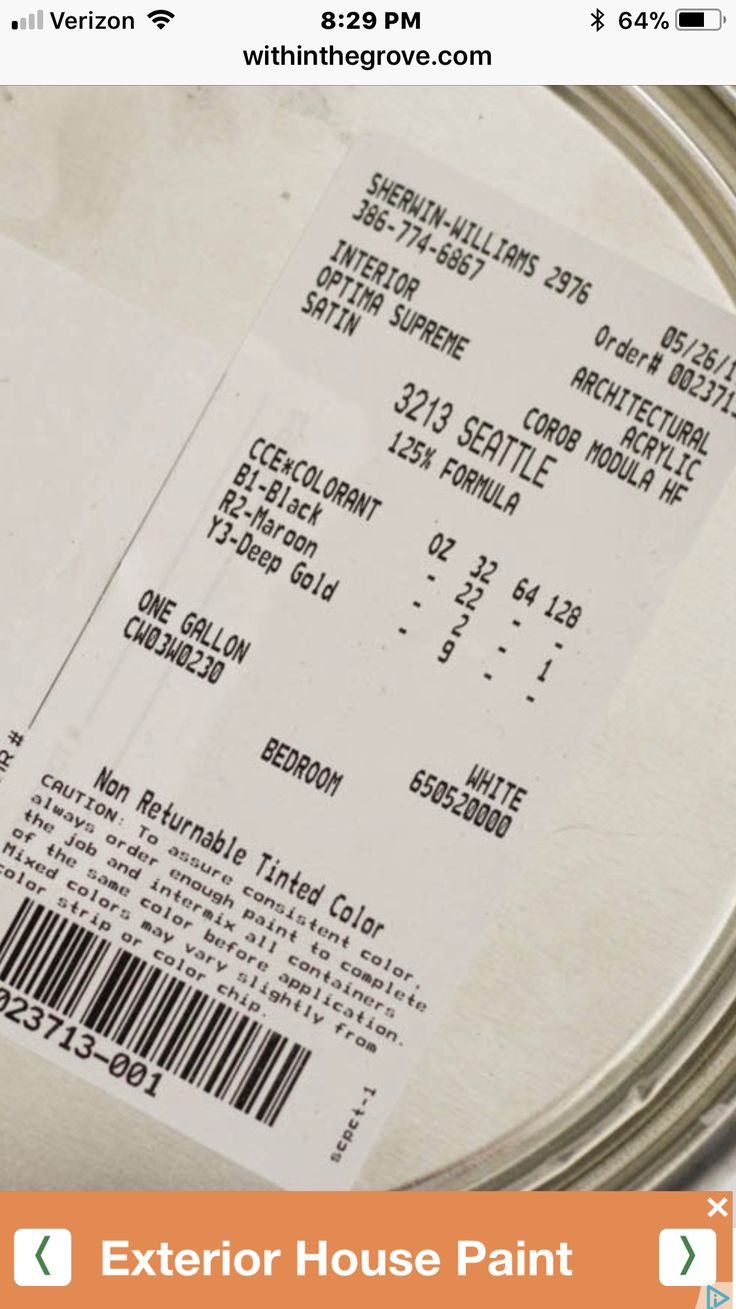 Verizon 8:29 PM 64%
withinthegrove.com
SHERWIN-WILLIAMS 2976
386-774-6867
05/26/1
Order# 0023713
INTERIOR
ARCHITECTURAL
OPTIMA SUPREME
ACRYLIC
SATIN
COROB MODULA HF
3213 SEATTLE
125% FORMULA
CCE*COLORANT OZ 32 64 128
B1-Black - 22 - -
R2-Maroon - 2 - 1
Y3-Deep Gold - 9 - -
ONE GALLON
WHITE
CW03W0230
650520000
BEDROOM
Non Returnable Tinted Color
CAUTION: To assure consistent color,
always order enough paint to complete
the job and intermix all containers
of the same color before application.
Mixed colors may vary slightly from
color strip or color chip.
023713-001
scpct-1
R #
Exterior House Paint